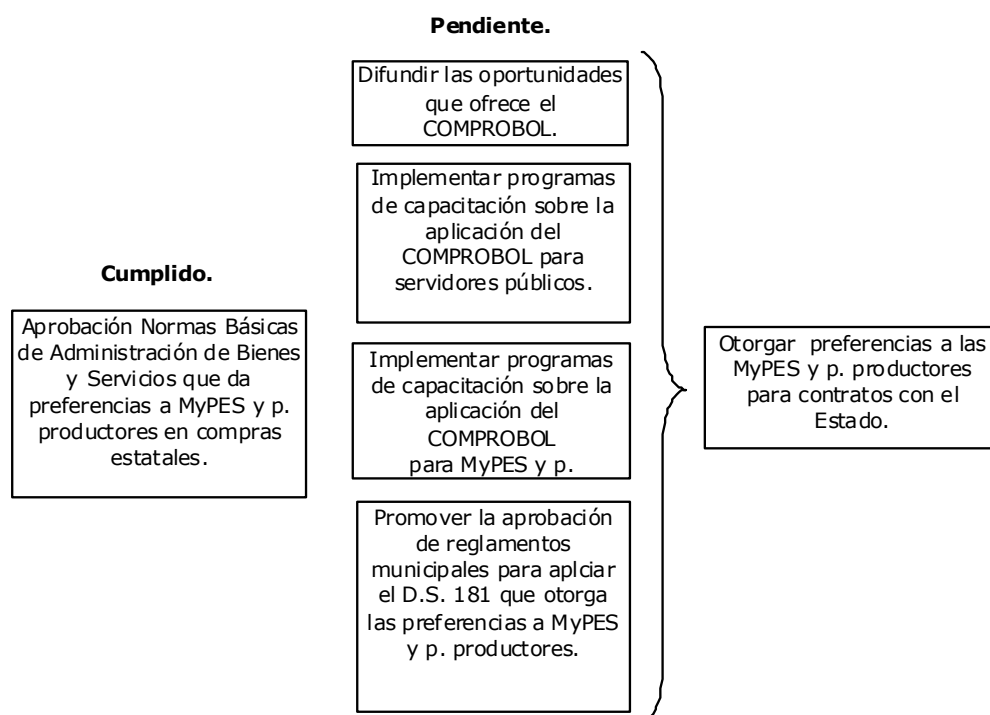 Pendiente.
Difundir las oportunidades
que ofrece el
COMPROBOL.
Implementar programas
de capacitación sobre la
aplicación del
COMPROBOL para
servidores públicos.
Cumplido.
Aprobación Normas Básicas
de Administración de Bienes
y Servicios que da
preferencias a MyPES y p.
productores en compras
estatales.
Implementar programas
de capacitación sobre la
aplicación del
COMPROBOL
para MyPES y p.
Promover la aprobación
de reglamentos
municipales para aplciar
el D.S. 181 que otorga
las preferencias a MyPES
y p. productores.
Otorgar preferencias a las
MyPES y p. productores
para contratos con el
Estado.